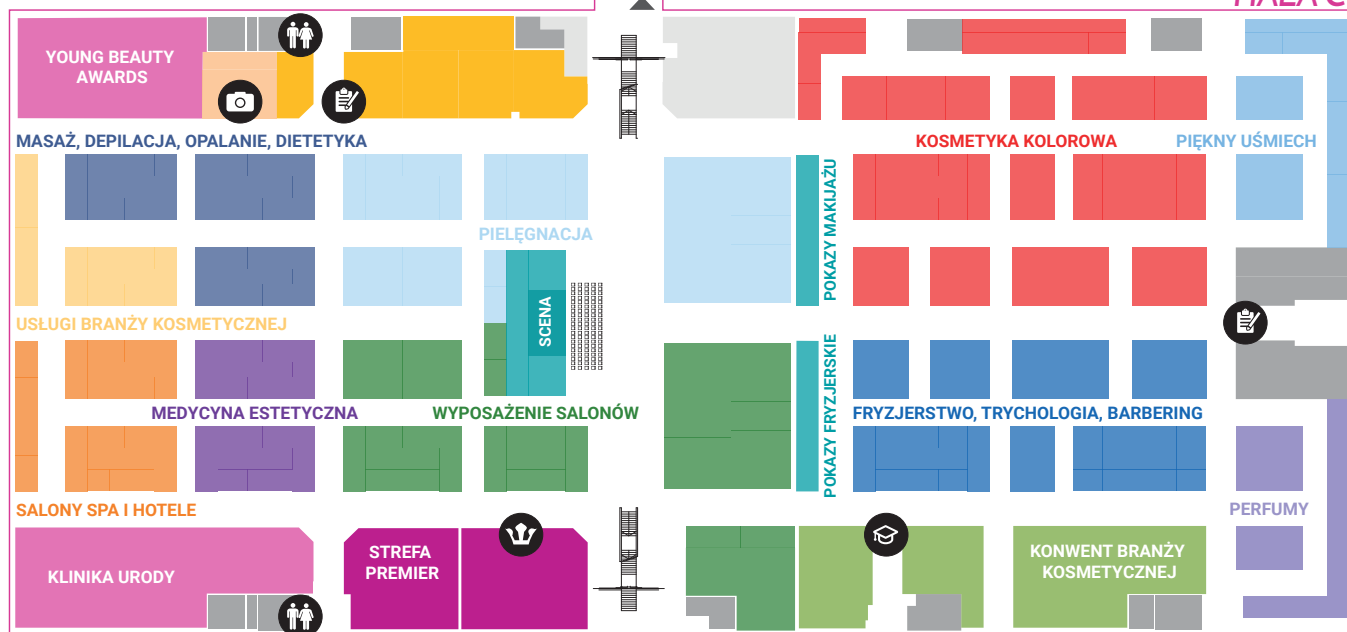 YOUNG BEAUTY
AWARDS
MASAŻ, DEPILACJA, OPALANIE, DIETETYKA
KOSMETYKA KOLOROWA
PIĘKNY UŚMIECH
PIELĘGNACJA
POKAZY MAKIJAŻU
SCENA
USŁUGI BRANŻY KOSMETYCZNEJ
POKAZY FRYZJERSKIE
MEDYCYNA ESTETYCZNA
WYPOSAŻENIE SALONÓW
FRYZJERSTWO, TRYCHOLOGIA, BARBERING
SALONY SPA I HOTELE
PERFUMY
KLINIKA URODY
STREFA
PREMIER
KONWENT BRANŻY
KOSMETYCZNEJ